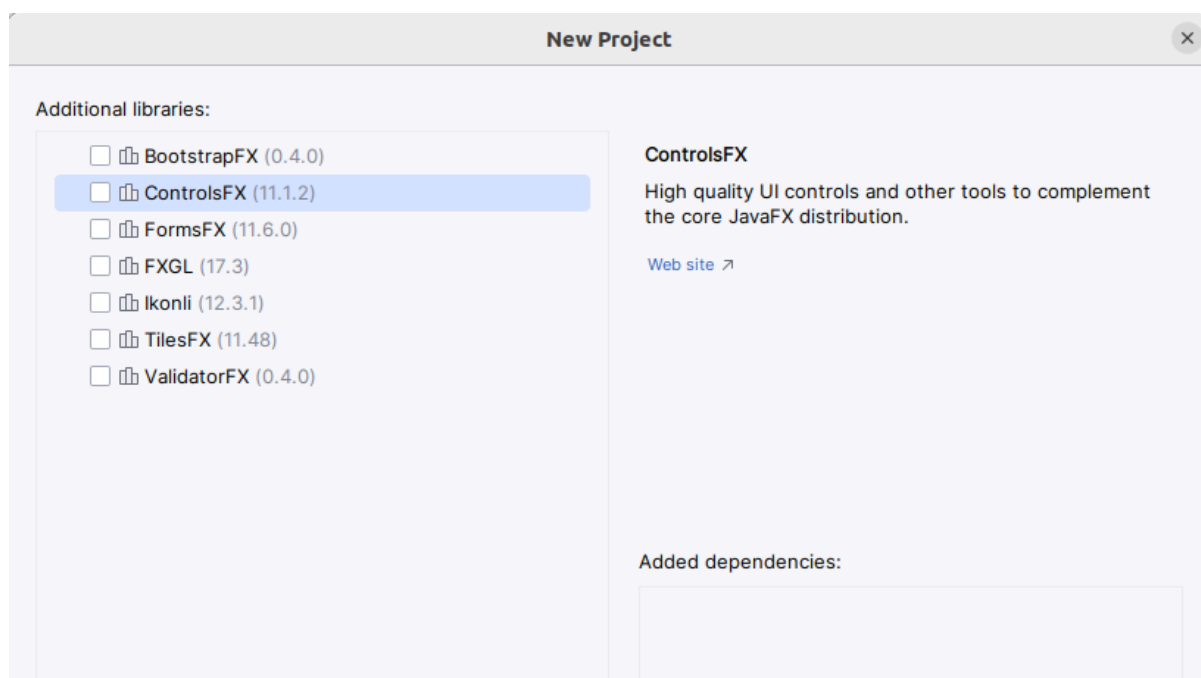 New Project
Additional libraries:
BootstrapFX (0.4.0)
ControlsFX (11.1.2)
FormsFX (11.6.0)
FXGL (17.3)
Ikonli (12.3.1)
TilesFX (11.48)
ValidatorFX (0.4.0)
ControlsFX
High quality UI controls and other tools to complement
the core JavaFX distribution.
Web site ↗
Added dependencies: